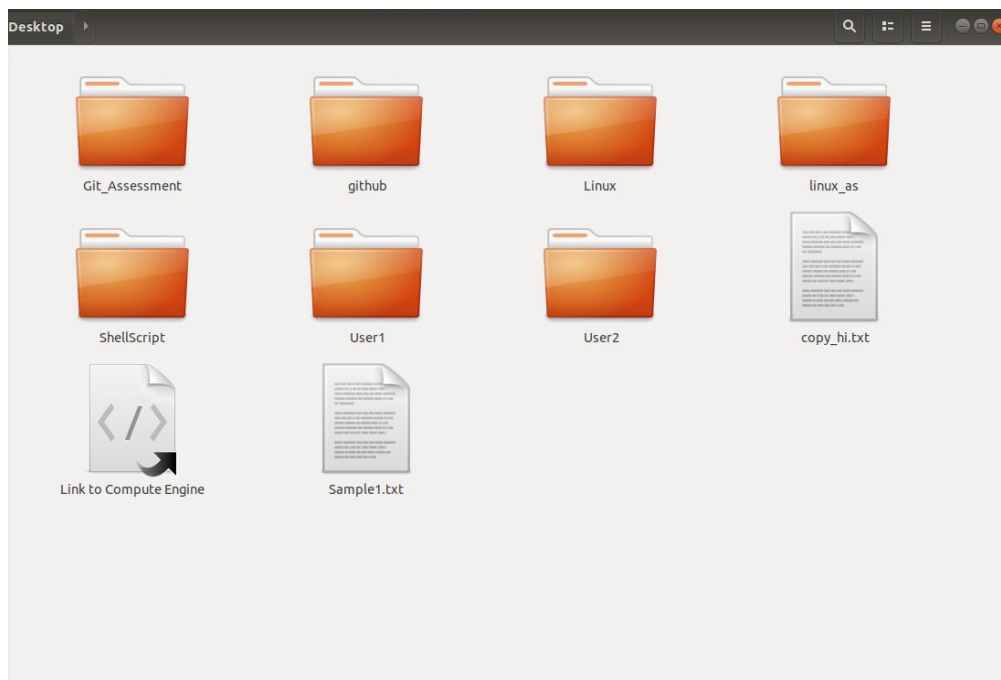 Desktop
Git_Assessment
github
Linux
linux_as
ShellScript
User1
User2
copy_hi.txt
Link to Compute Engine
Sample1.txt